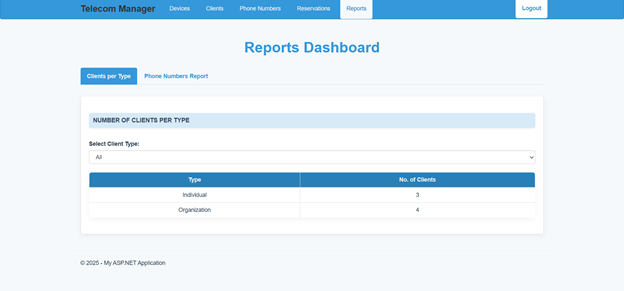 Telecom Manager Devices Clients Phone Numbers Reservations Reports Logout
Reports Dashboard
Clients per Type Phone Numbers Report
NUMBER OF CLIENTS PER TYPE
Select Client Type:
All
Type No. of Clients
Individual 3
Organization 4
© 2025 - My ASP.NET Application